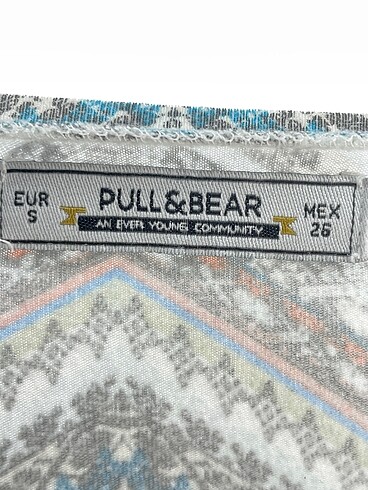 EUR
S
PULL&BEAR
AN EVER YOUNG COMMUNITY
MEX
26